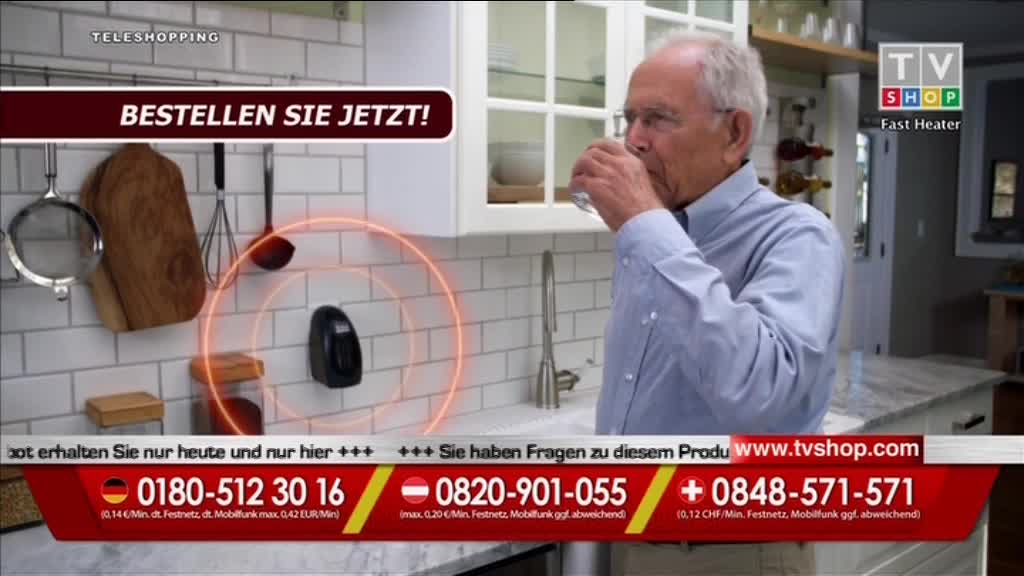 TELESHOPPING
TV
SHOP
Fast Heater
BESTELLEN SIE JETZT!
erhalten Sie nur heute und nur hier +++ +++ Sie haben Fragen zu diesem
www.tvshop.com
0180-512 30 16
(0,14 €/Min. dt. Festnetz, dt. Mobilfunk max. 0,42 EUR/Min)
0820-901-055
(max. 0,20 €/Min. Festnetz, Mobilfunk ggf. abweichend)
0848-571-571
(0,12 CHF/Min. Festnetz, Mobilfunk ggf. abweichend)